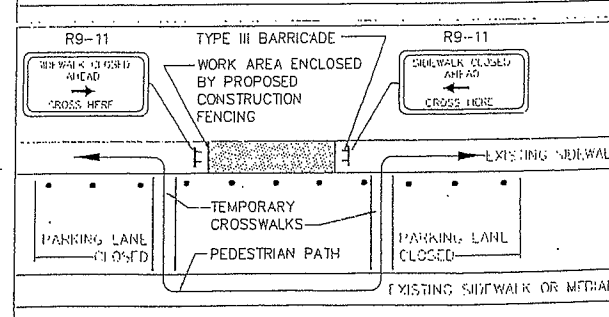 R9-11
TYPE III BARRICADE
R9-11
SIDEWALK CLOSED
AHEAD
→
CROSS HERE
WORK AREA ENCLOSED
BY PROPOSED
CONSTRUCTION
FENCING
SIDEWALK CLOSED
AHEAD
←
CROSS HERE
EXISTING SIDEWAL
TEMPORARY
CROSSWALKS
PARKING LANE
CLOSED
PEDESTRIAN PATH
PARKING LANE
CLOSED
EXISTING SIDEWALK OR MEDIAN